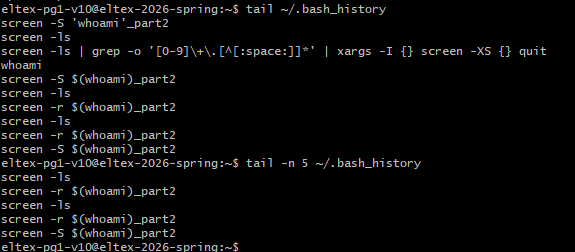 eltex-pg1-v10@eltex-2026-spring:~$ tail ~/.bash_history
screen -S 'whoami'_part2
screen -ls
screen -ls | grep -o '[0-9]\+\.[^[:space:]]*' | xargs -I {} screen -XS {} quit
whoami
screen -S $(whoami)_part2
screen -ls
screen -r $(whoami)_part2
screen -ls
screen -r $(whoami)_part2
screen -S $(whoami)_part2
eltex-pg1-v10@eltex-2026-spring:~$ tail -n 5 ~/.bash_history
screen -ls
screen -r $(whoami)_part2
screen -ls
screen -r $(whoami)_part2
screen -S $(whoami)_part2
eltex-pg1-v10@eltex-2026-spring:~$